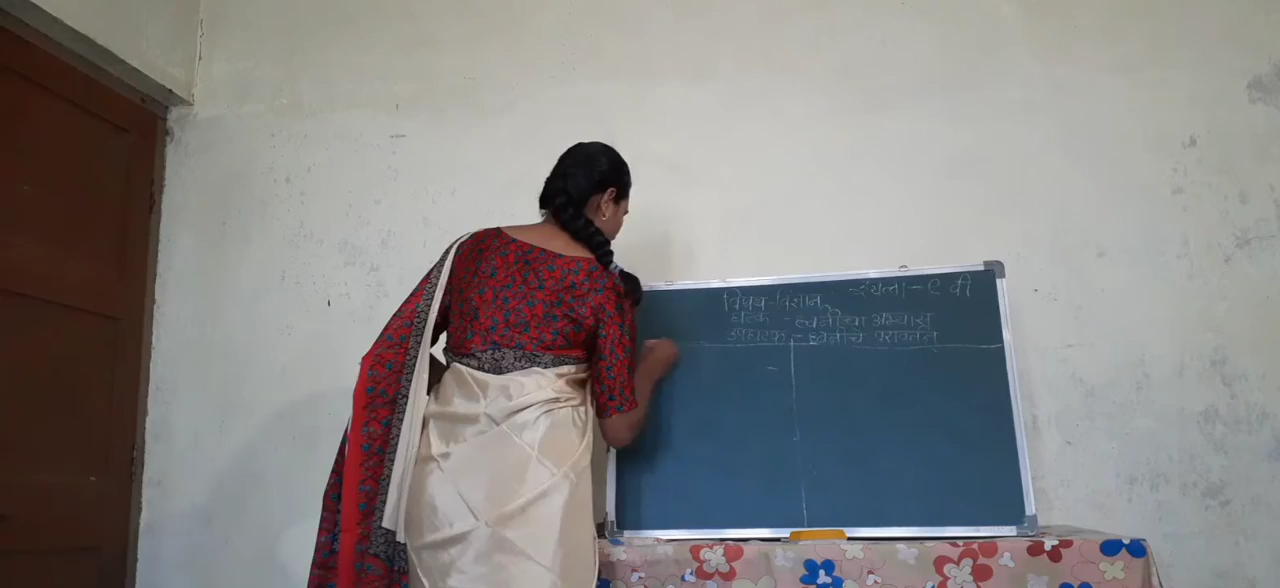 विषय-विज्ञान इयत्ता-९ वी
घटक - ध्वनीचा अभ्यास
उपघटक - ध्वनीचे परावर्तन